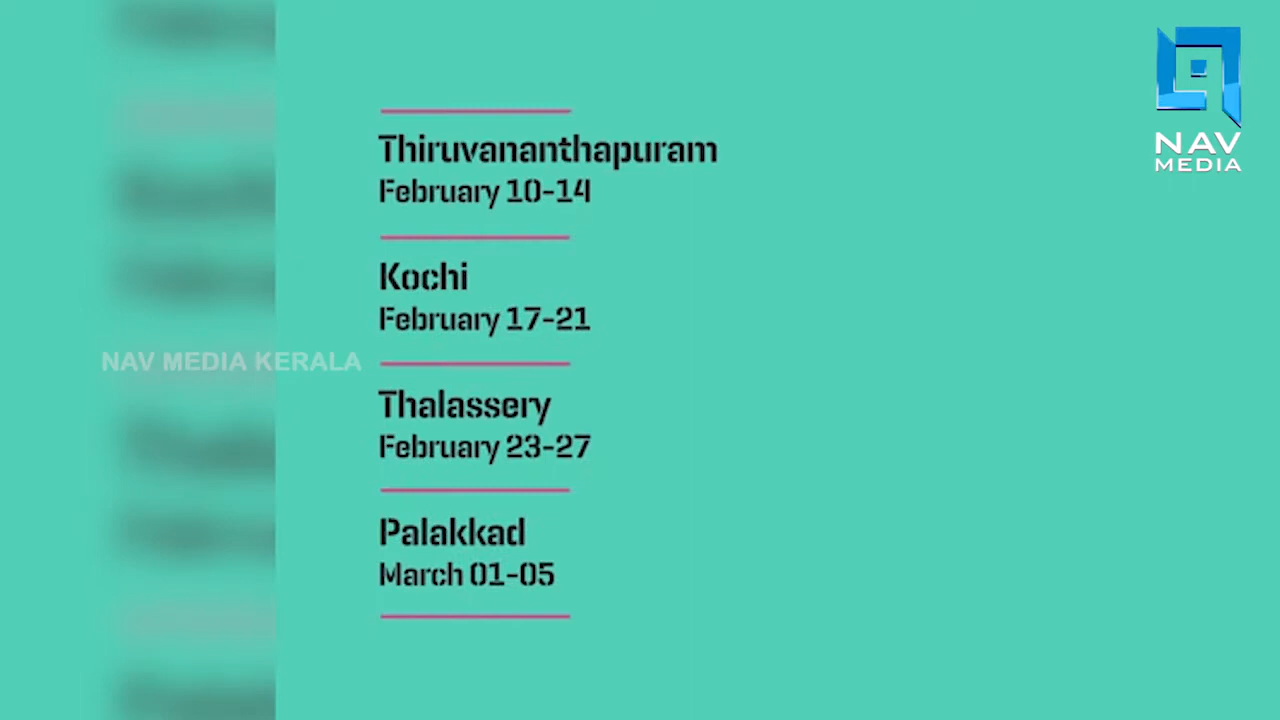 NAV
MEDIA
Thiruvananthapuram
February 10-14
Kochi
February 17-21
NAV MEDIA KERALA
Thalassery
February 23-27
Palakkad
March 01-05